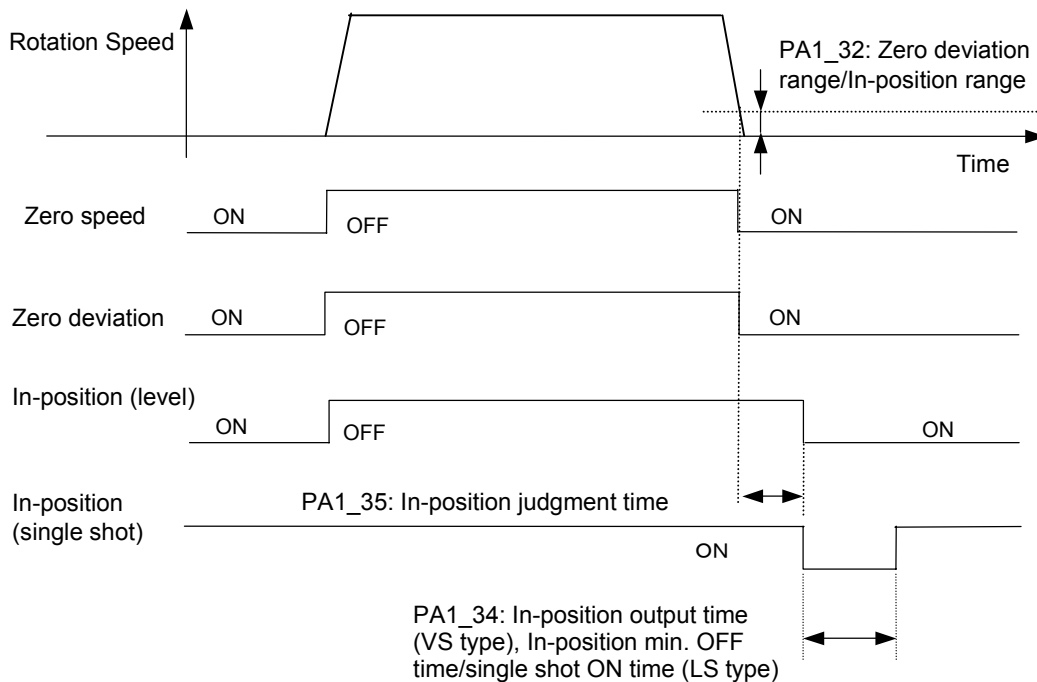 Rotation Speed
PA1_32: Zero deviation
range/In-position range
Time
Zero speed
ON
OFF
ON
Zero deviation
ON
OFF
ON
In-position (level)
ON
OFF
ON
In-position
(single shot)
PA1_35: In-position judgment time
ON
PA1_34: In-position output time
(VS type), In-position min. OFF
time/single shot ON time (LS type)